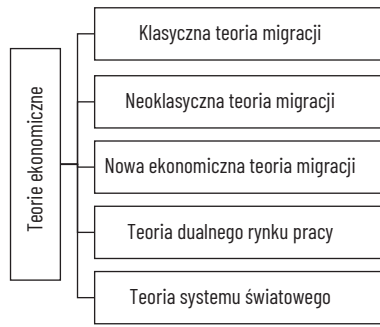 Teorie ekonomiczne
Klasyczna teoria migracji
Neoklasyczna teoria migracji
Nowa ekonomiczna teoria migracji
Teoria dualnego rynku pracy
Teoria systemu światowego